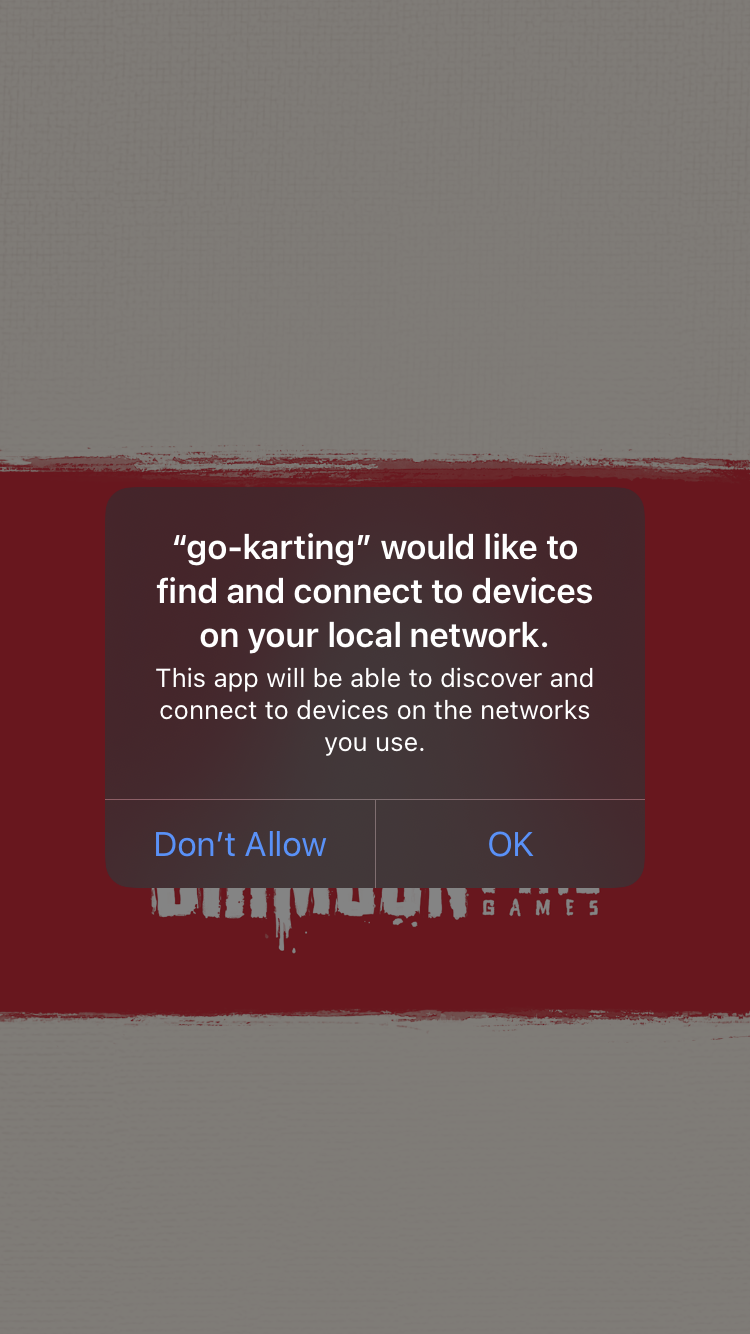 “go-karting” would like to
find and connect to devices
on your local network.
This app will be able to discover and
connect to devices on the networks
you use.
Don’t Allow
OK
GAMES